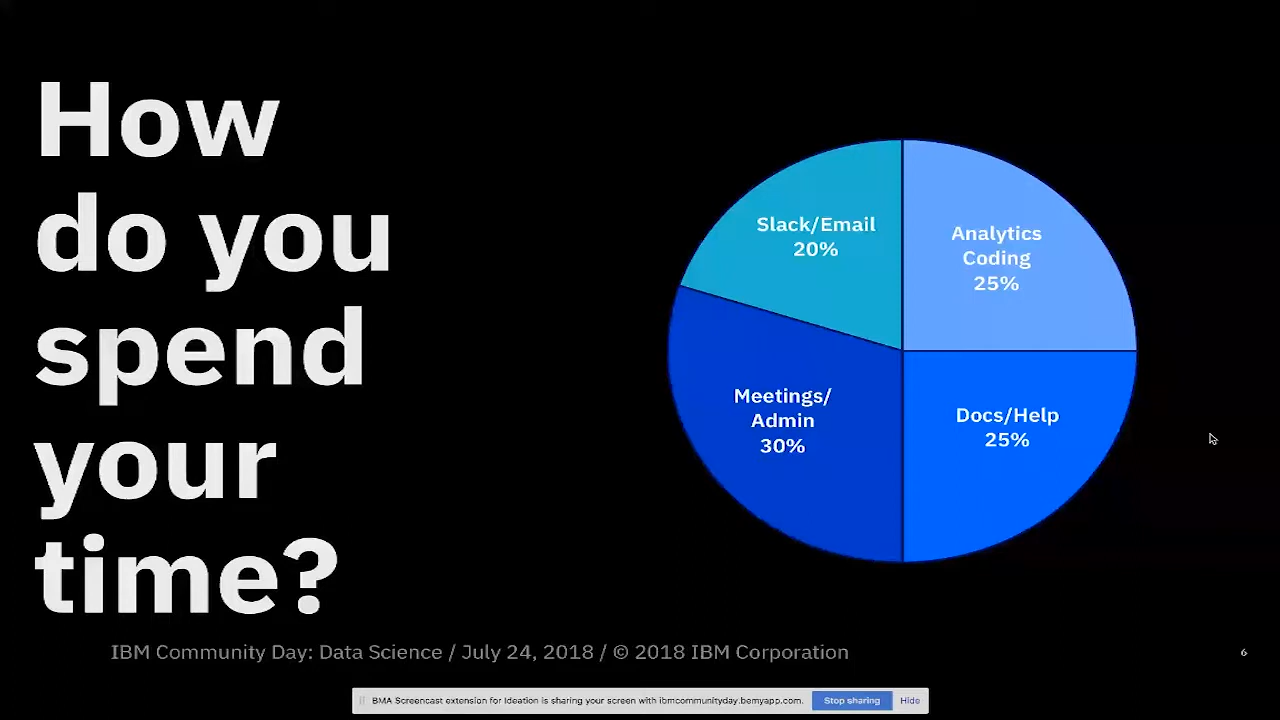 How
do you
spend
your
time?
Slack/Email
20%
Analytics
Coding
25%
Meetings/
Admin
30%
Docs/Help
25%
IBM Community Day: Data Science / July 24, 2018 / © 2018 IBM Corporation
6
BMA Screencast extension for Ideation is sharing your screen with ibmcommunityday.bemyapp.com.
Stop sharing
Hide